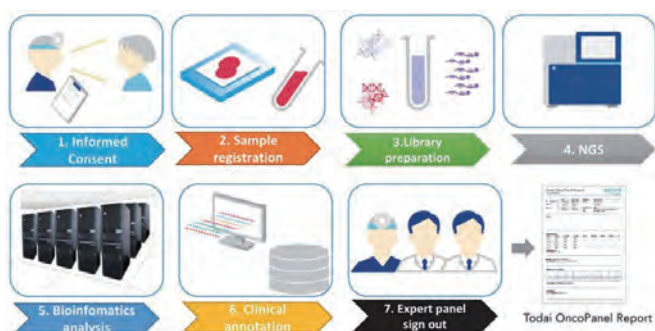 1. Informed
Consent
2. Sample
registration
3.Library
preparation
4. NGS
5. Bioinfomatics
analysis
6. Clinical
annotation
7. Expert panel
sign out
Todai OncoPanel Report